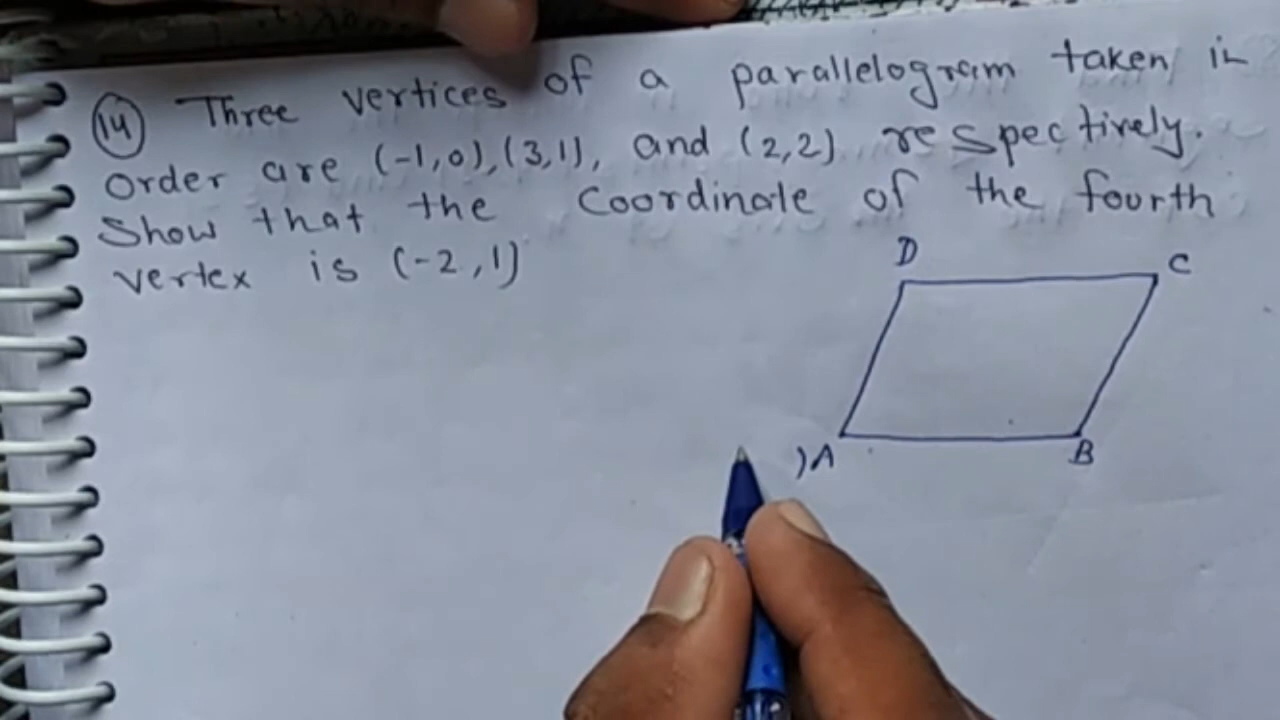 (14) Three vertices of a parallelogram taken in
Order are (-1,0),(3,1), and (2,2) respectively.
Show that the Coordinate of the fourth
vertex is (-2,1)
D C
)A B